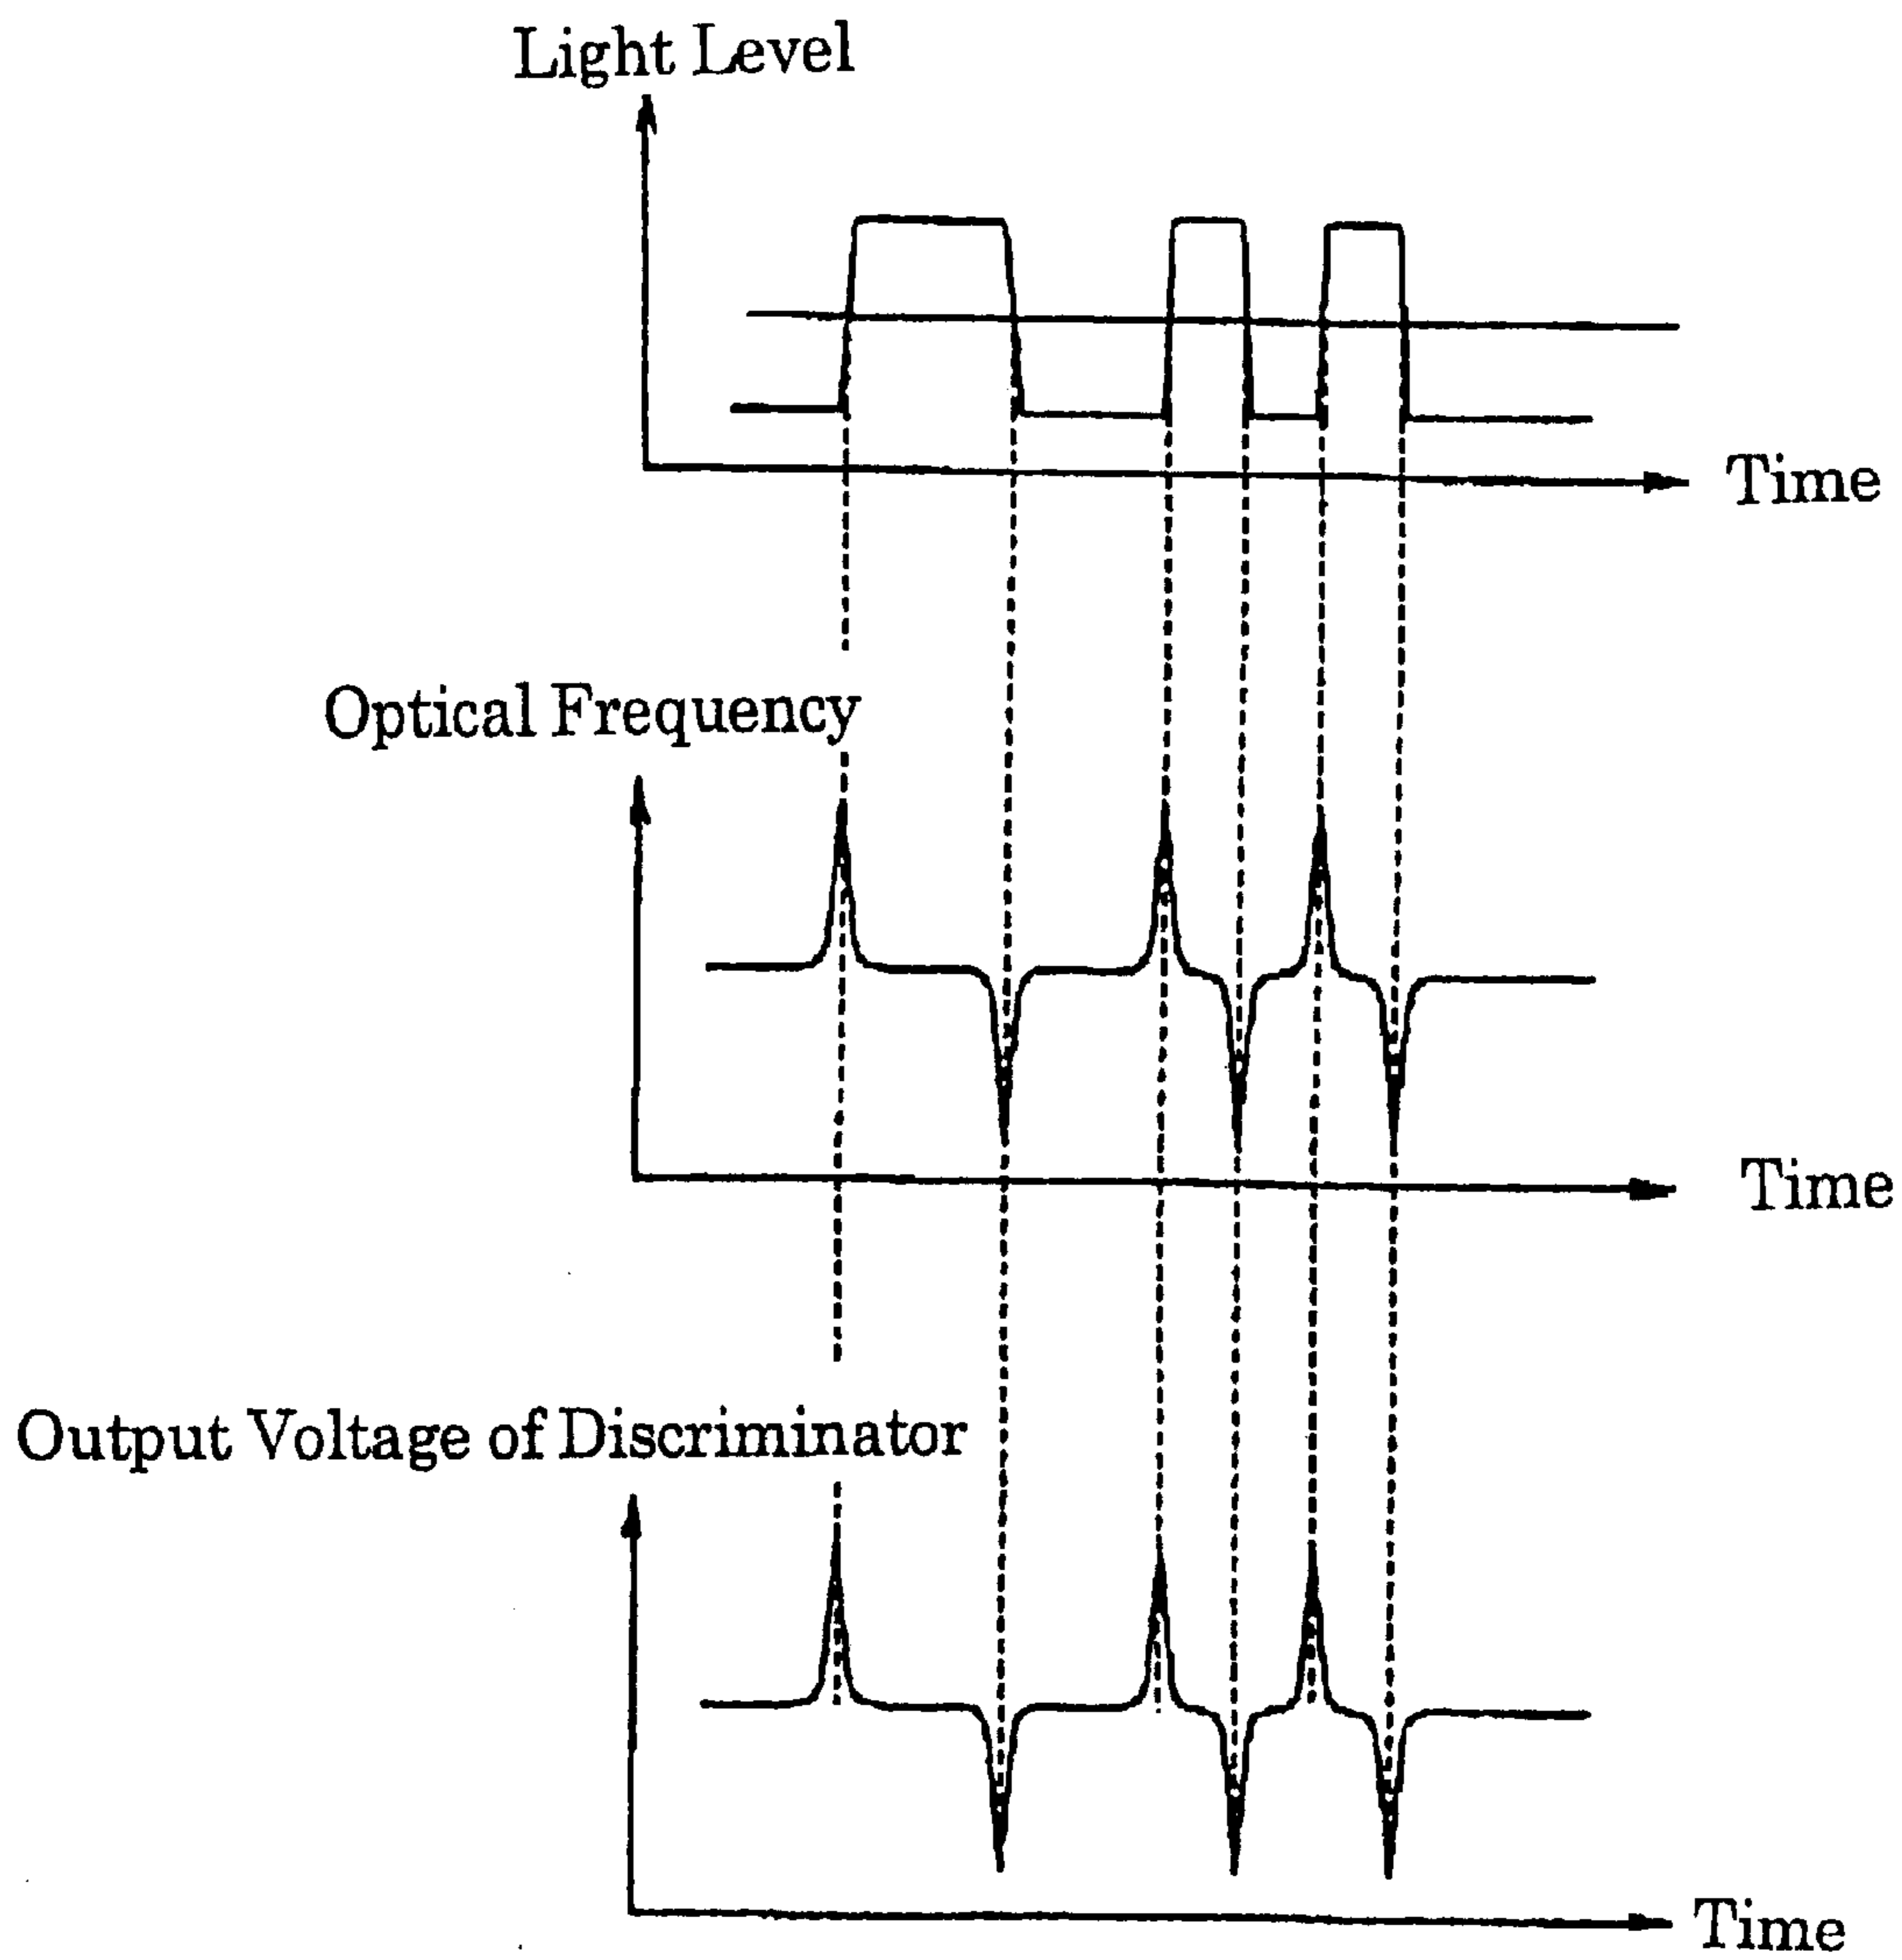 Light Level
Time
Optical Frequency
Time
Output Voltage of Discriminator
Time